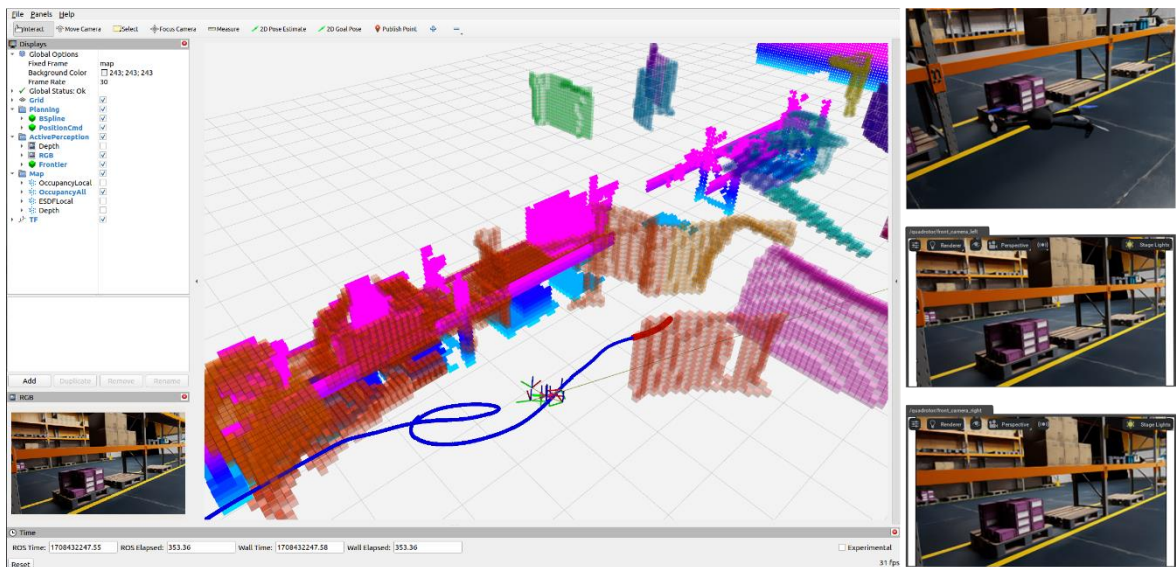 File Panels Help
Interact Move Camera Select Focus Camera Measure 2D Pose Estimate 2D Goal Pose Publish Point
Displays
Global Options
Fixed Frame map
Background Color 243; 243; 243
Frame Rate 30
Global Status: Ok
Grid
Planning
BSpline
PositionCmd
ActivePerception
Depth
RGB
Frontier
Map
OccupancyLocal
OccupancyAll
ESDFLocal
Depth
TF
Add Duplicate Remove Rename
RGB
Time
ROS Time: 1708432247.55 ROS Elapsed: 353.36 Wall Time: 1708432247.58 Wall Elapsed: 353.36 Experimental
Reset 31 fps
/quadrotor/front_camera_left
Renderer Perspective Stage Lights
/quadrotor/front_camera_right
Renderer Perspective Stage Lights